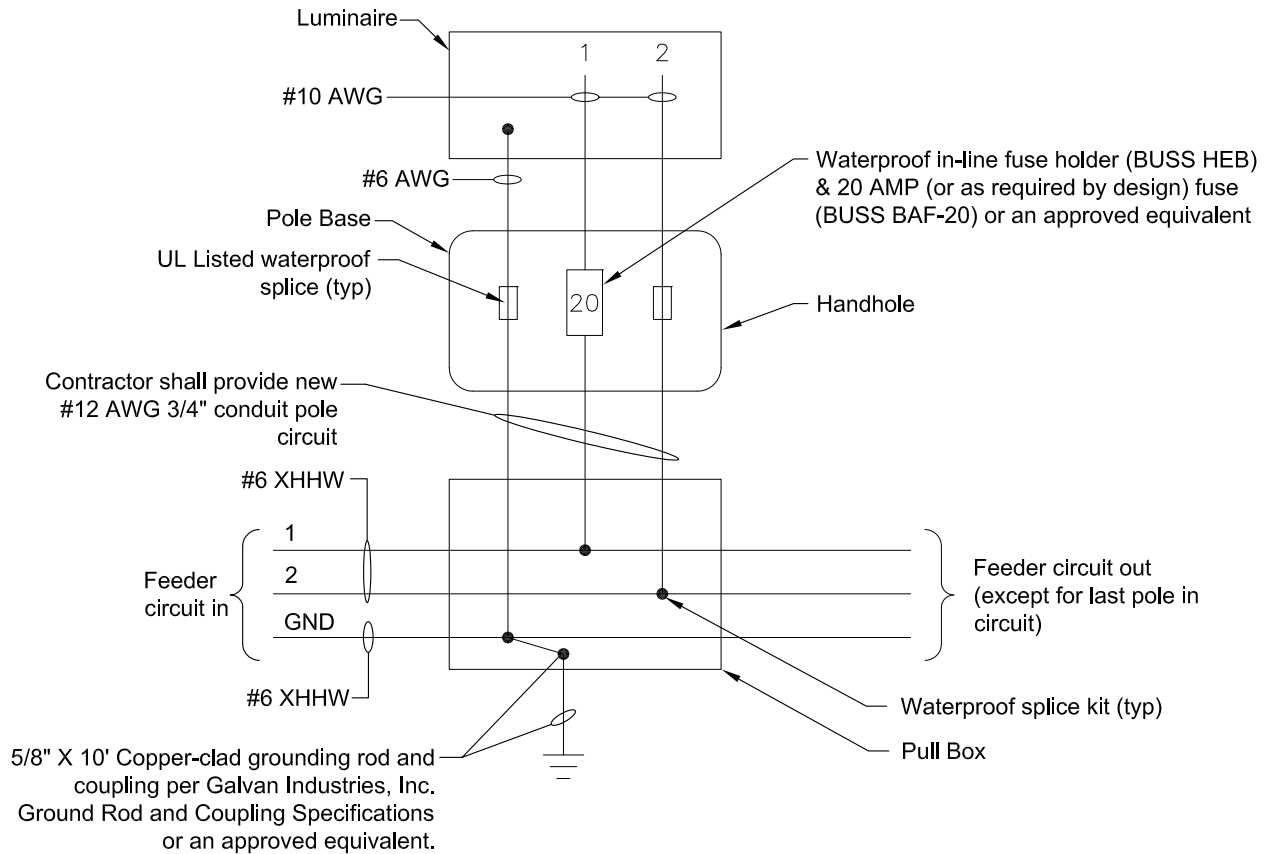 Luminaire
1
2
#10 AWG
Waterproof in-line fuse holder (BUSS HEB)
& 20 AMP (or as required by design) fuse
(BUSS BAF-20) or an approved equivalent
#6 AWG
Pole Base
UL Listed waterproof
splice (typ)
20
Handhole
Contractor shall provide new
#12 AWG 3/4" conduit pole
circuit
#6 XHHW
1
2
GND
Feeder
circuit in
Feeder circuit out
(except for last pole in
circuit)
#6 XHHW
Waterproof splice kit (typ)
Pull Box
5/8" X 10' Copper-clad grounding rod and
coupling per Galvan Industries, Inc.
Ground Rod and Coupling Specifications
or an approved equivalent.